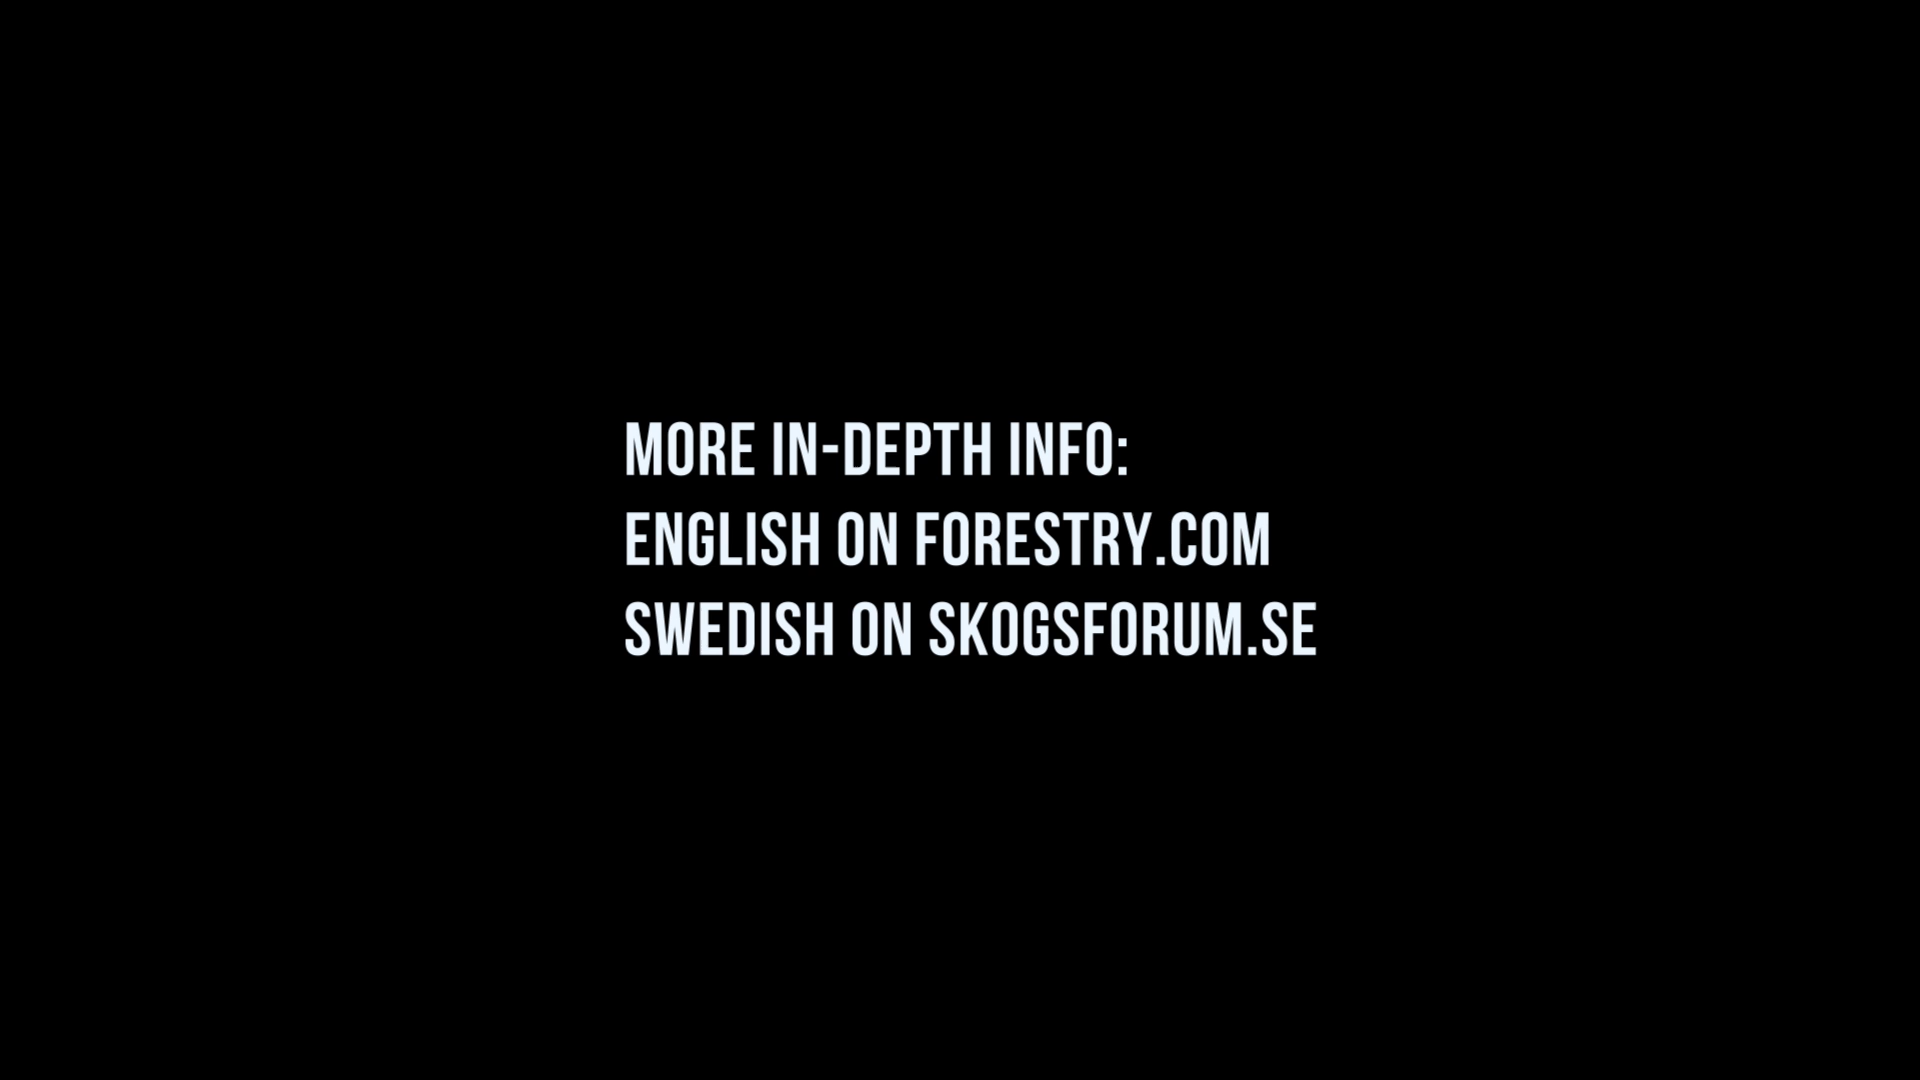 MORE IN-DEPTH INFO:
ENGLISH ON FORESTRY.COM
SWEDISH ON SKOGSFORUM.SE